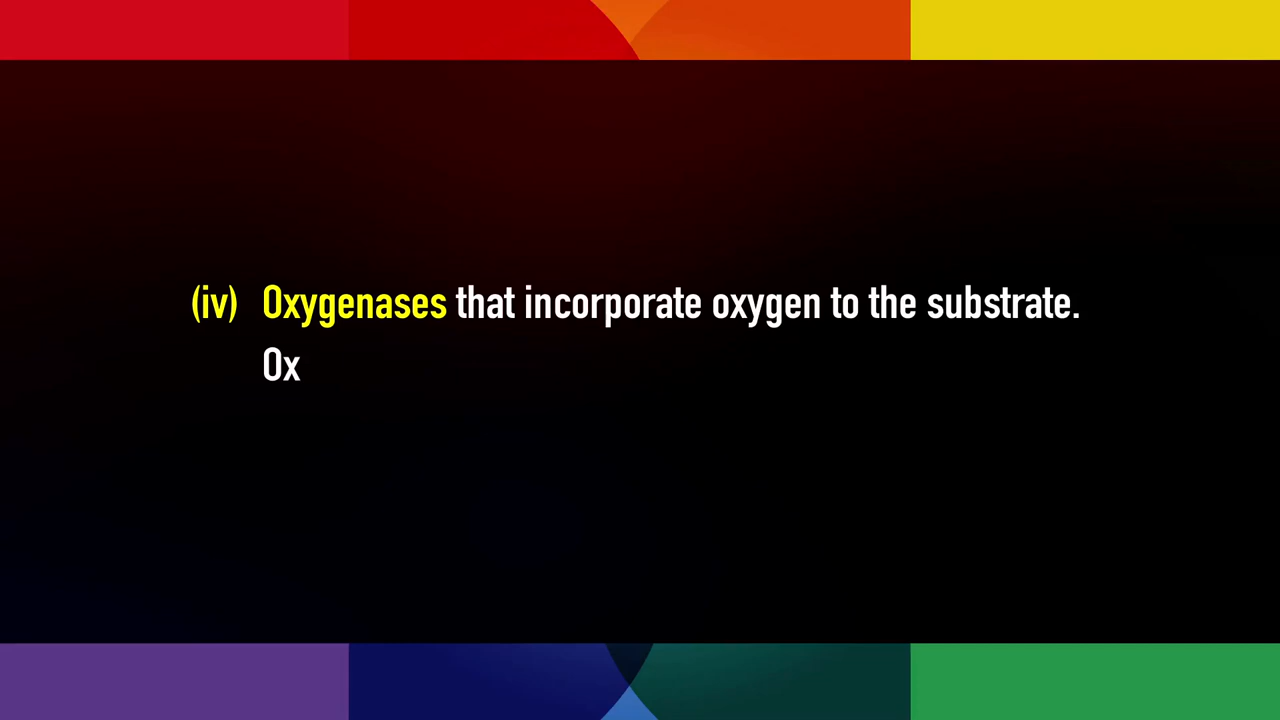 (iv) Oxygenases that incorporate oxygen to the substrate.
Ox